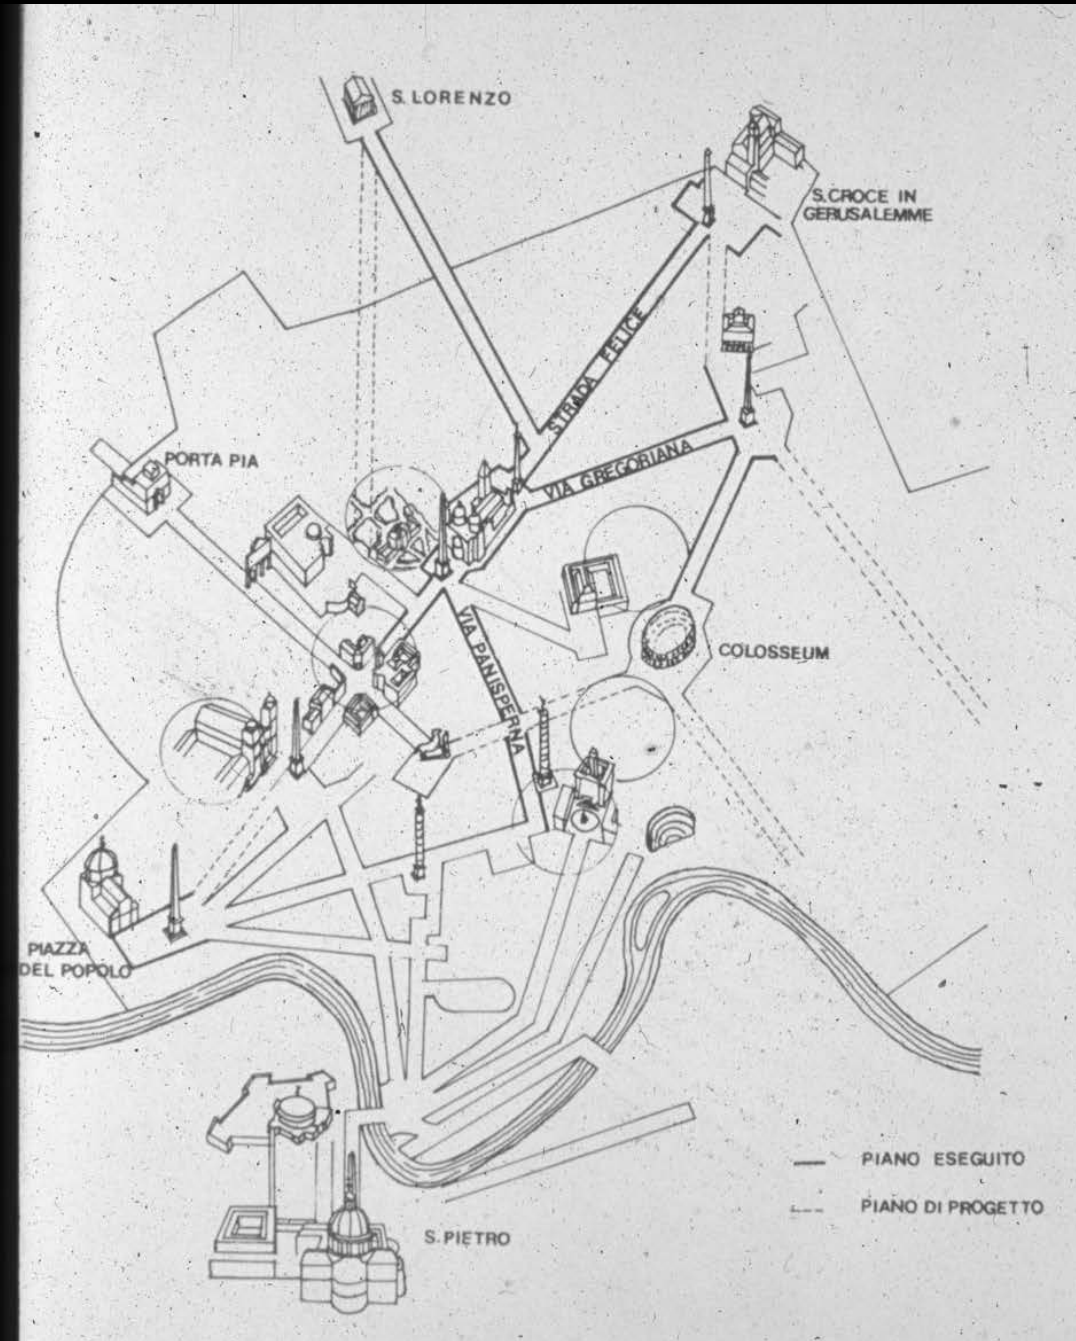 S. LORENZO
S. CROCE IN
GERUSALEMME
STRADA FELICE
PORTA PIA
VIA GREGORIANA
VIA PANISPERNA
COLOSSEUM
PIAZZA
DEL POPOLO
PIANO ESEGUITO
PIANO DI PROGETTO
S. PIETRO